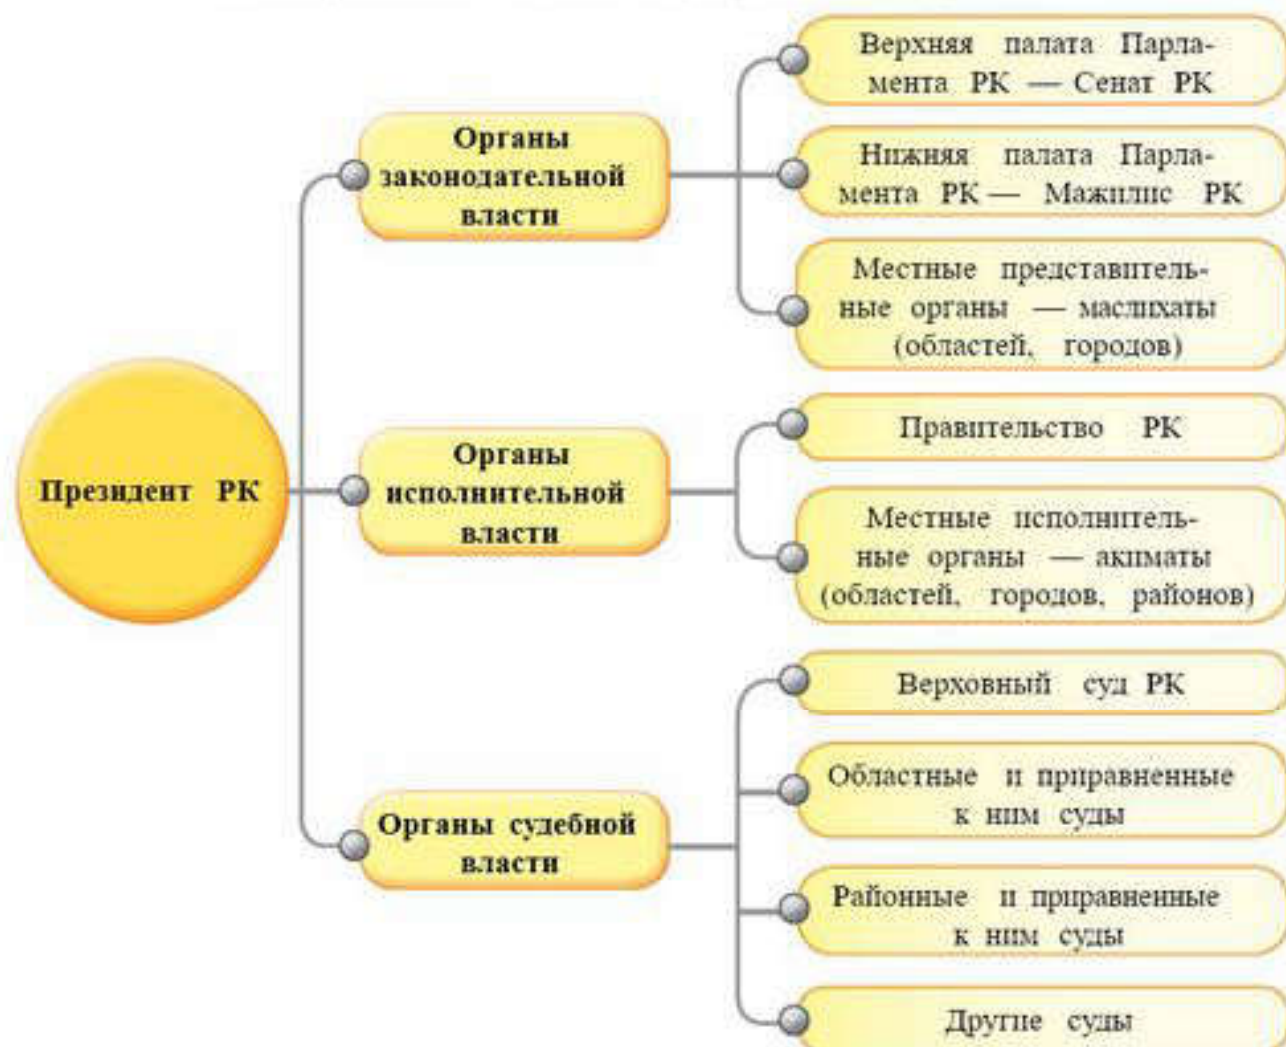 Президент РК
Органы
законодательной
власти
Верхняя палата Парла-
мента РК — Сенат РК
Нижняя палата Парла-
мента РК — Мажилис РК
Местные представитель-
ные органы — маслихаты
(областей, городов)
Органы
исполнительной
власти
Правительство РК
Местные исполнитель-
ные органы — акиматы
(областей, городов, районов)
Органы судебной
власти
Верховный суд РК
Областные и приравненные
к ним суды
Районные и приравненные
к ним суды
Другие суды